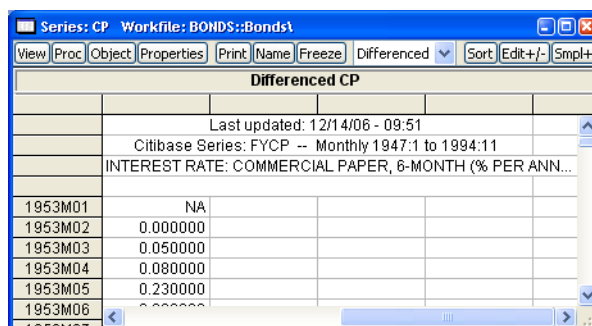 Series: CP Workfile: BONDS::Bonds\
View Proc Object Properties Print Name Freeze Differenced Sort Edit+/- Smpl+
Differenced CP
Last updated: 12/14/06 - 09:51
Citibase Series: FYCP -- Monthly 1947:1 to 1994:11
INTEREST RATE: COMMERCIAL PAPER, 6-MONTH (% PER ANN...
1953M01 NA
1953M02 0.000000
1953M03 0.050000
1953M04 0.080000
1953M05 0.230000
1953M06